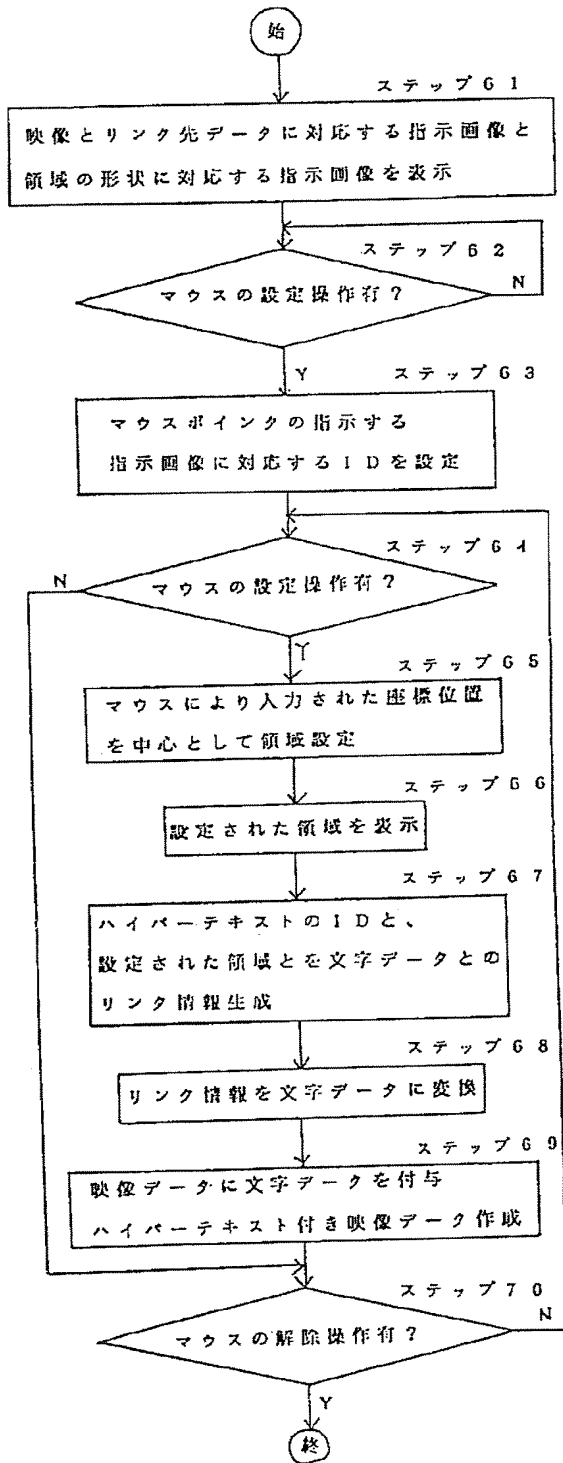 始
ステップ61
映像とリンク先データに対応する指示画像と
領域の形状に対応する指示画像を表示
ステップ62
マウスの設定操作有?
N
Y
ステップ63
マウスポインタの指示する
指示画像に対応するIDを設定
ステップ64
N
マウスの設定操作有?
Y
ステップ65
マウスにより入力された座標位置
を中心として領域設定
ステップ66
設定された領域を表示
ステップ67
ハイパーテキストのIDと、
設定された領域とを文字データとの
リンク情報生成
ステップ68
リンク情報を文字データに変換
ステップ69
映像データに文字データを付与
ハイパーテキスト付き映像データ作成
ステップ70
マウスの解除操作有?
N
Y
終